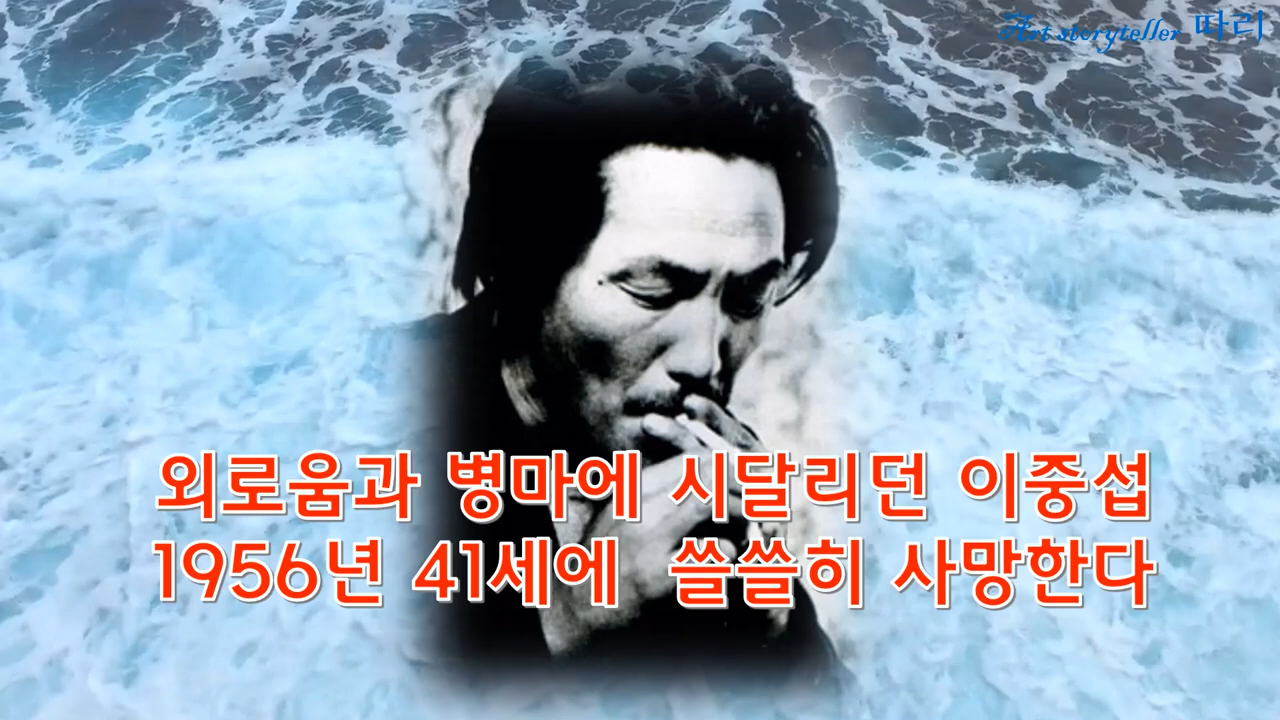 Art storyteller 따리
외로움과 병마에 시달리던 이중섭
1956년 41세에 쓸쓸히 사망한다